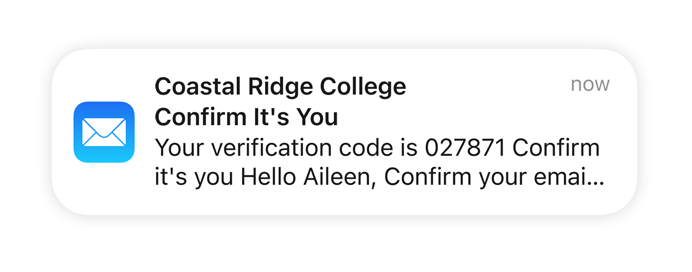 Coastal Ridge College
now
Confirm It's You
Your verification code is 027871 Confirm
it's you Hello Aileen, Confirm your emai...